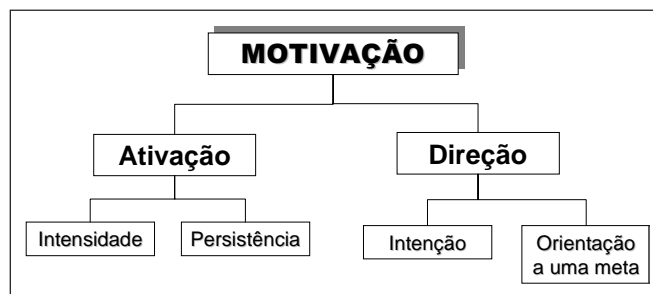 MOTIVAÇÃO
Ativação
Direção
Intensidade
Persistência
Intenção
Orientação
a uma meta